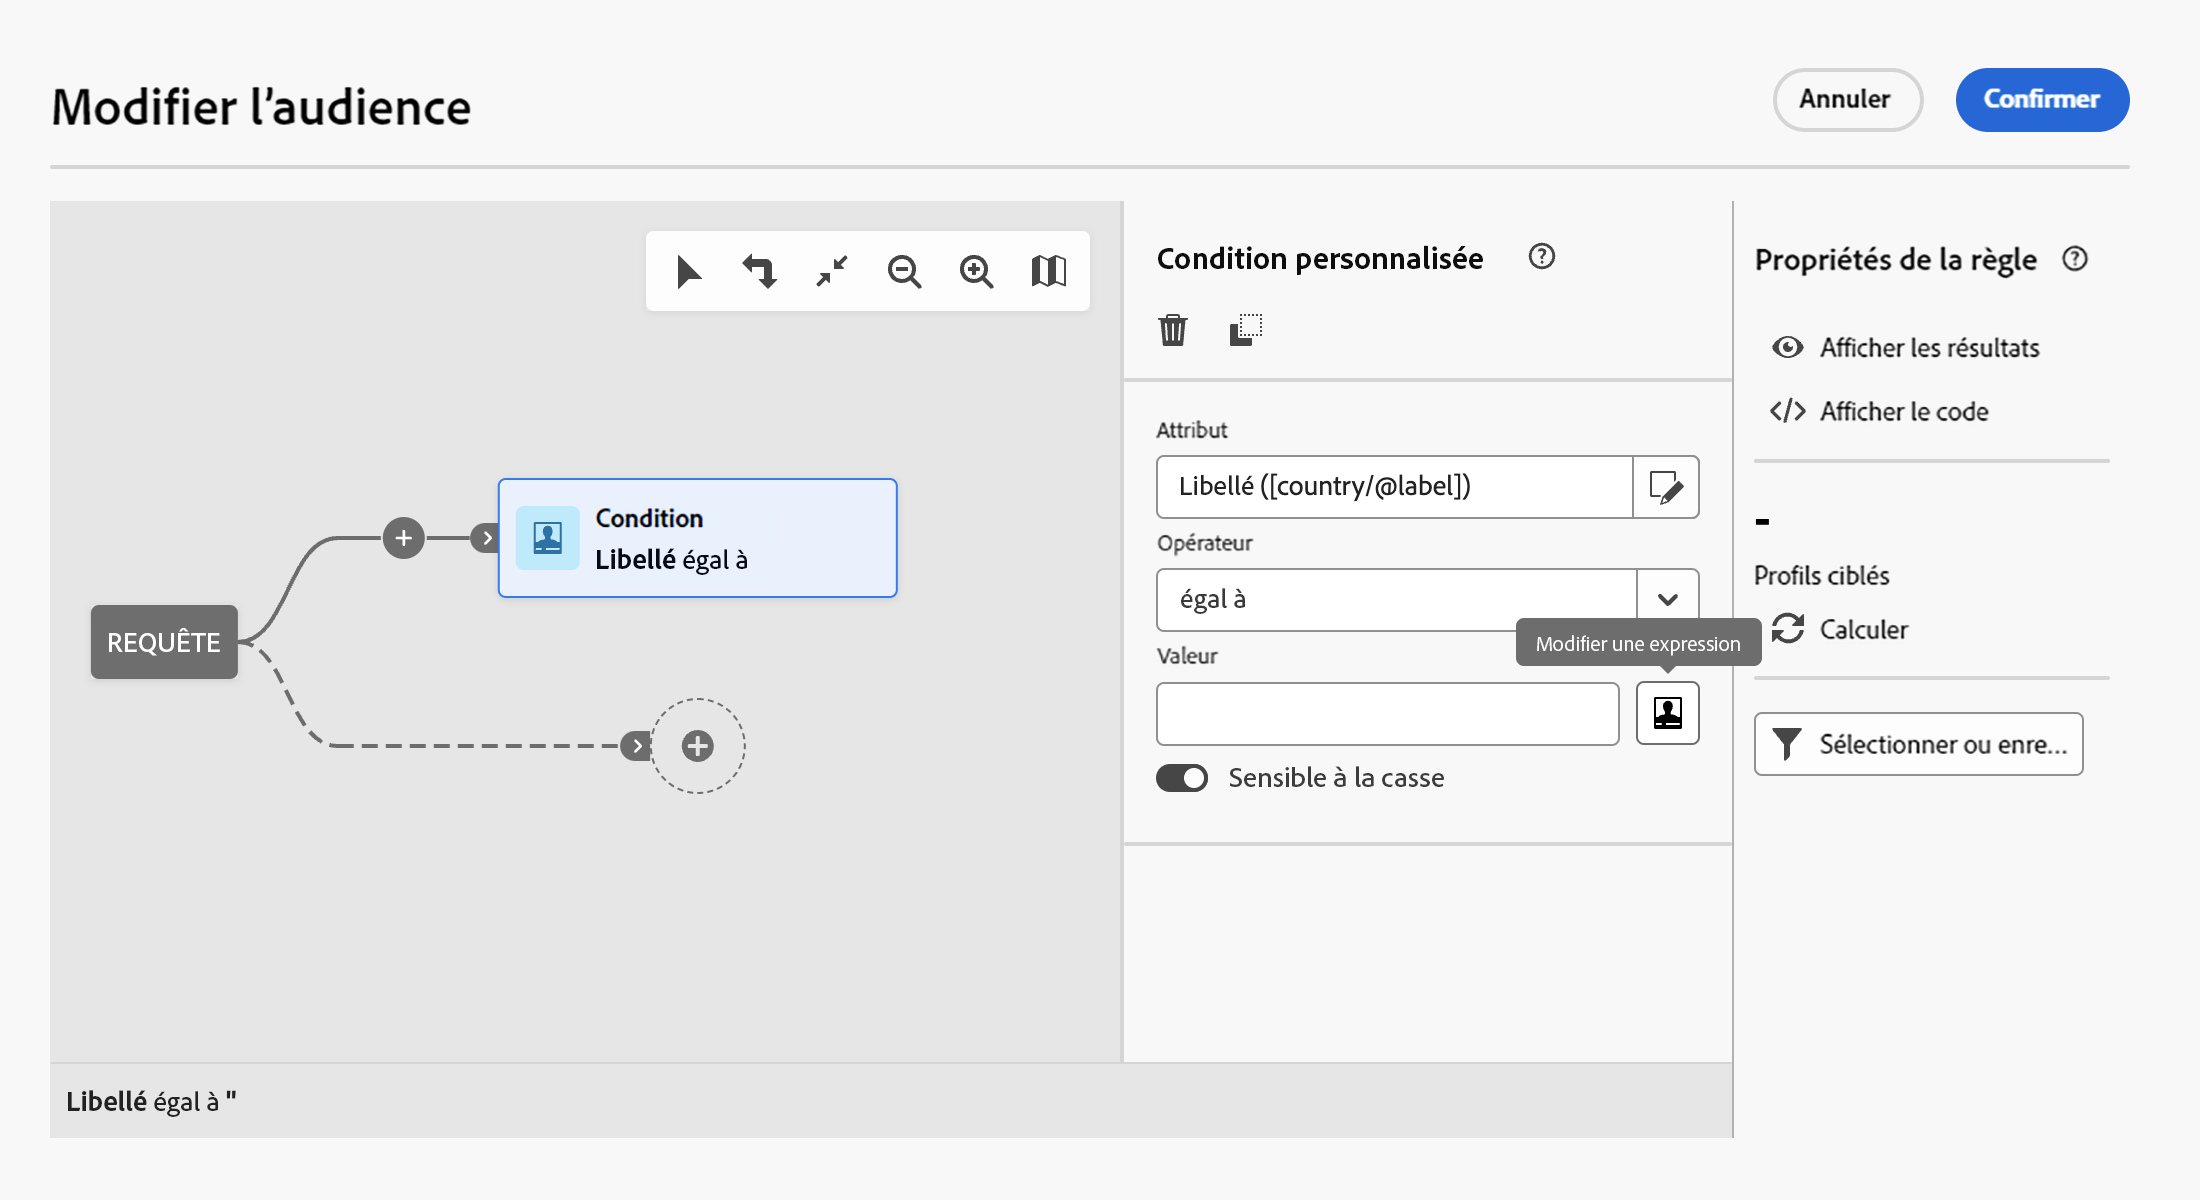 Modifier l’audience
Annuler
Confirmer
REQUÊTE
Condition
Libellé égal à
Condition personnalisée
Attribut
Libellé ([country/@label])
Opérateur
égal à
Modifier une expression
Valeur
Sensible à la casse
Propriétés de la règle
Afficher les résultats
Afficher le code
-
Profils ciblés
Calculer
Sélectionner ou enre...
Libellé égal à "